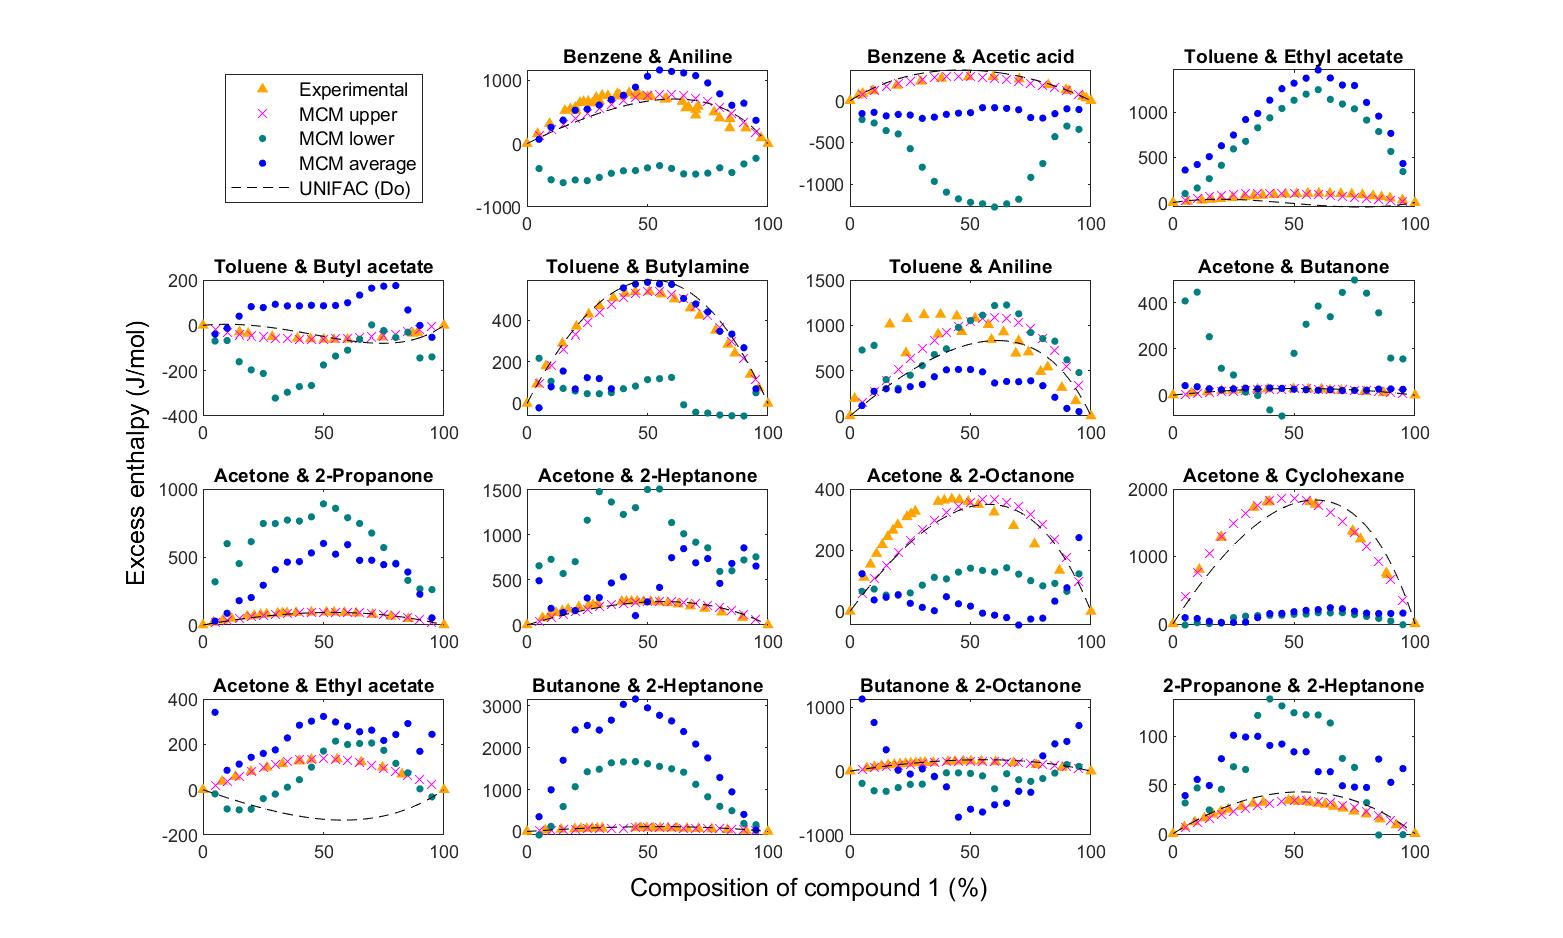 Experimental
MCM upper
MCM lower
MCM average
UNIFAC (Do)
Benzene & Aniline
1000
0
-1000
0 50 100
Benzene & Acetic acid
0
-500
-1000
0 50 100
Toluene & Ethyl acetate
1000
500
0
0 50 100
Toluene & Butyl acetate
200
0
-200
-400
0 50 100
Toluene & Butylamine
400
200
0
0 50 100
Toluene & Aniline
1500
1000
500
0
0 50 100
Acetone & Butanone
400
200
0
0 50 100
Excess enthalpy (J/mol)
Acetone & 2-Propanone
1000
500
0
0 50 100
Acetone & 2-Heptanone
1500
1000
500
0
0 50 100
Acetone & 2-Octanone
400
200
0
0 50 100
Acetone & Cyclohexane
2000
1000
0
0 50 100
Acetone & Ethyl acetate
400
200
0
-200
0 50 100
Butanone & 2-Heptanone
3000
2000
1000
0
0 50 100
Butanone & 2-Octanone
1000
0
-1000
0 50 100
2-Propanone & 2-Heptanone
100
50
0
0 50 100
Composition of compound 1 (%)